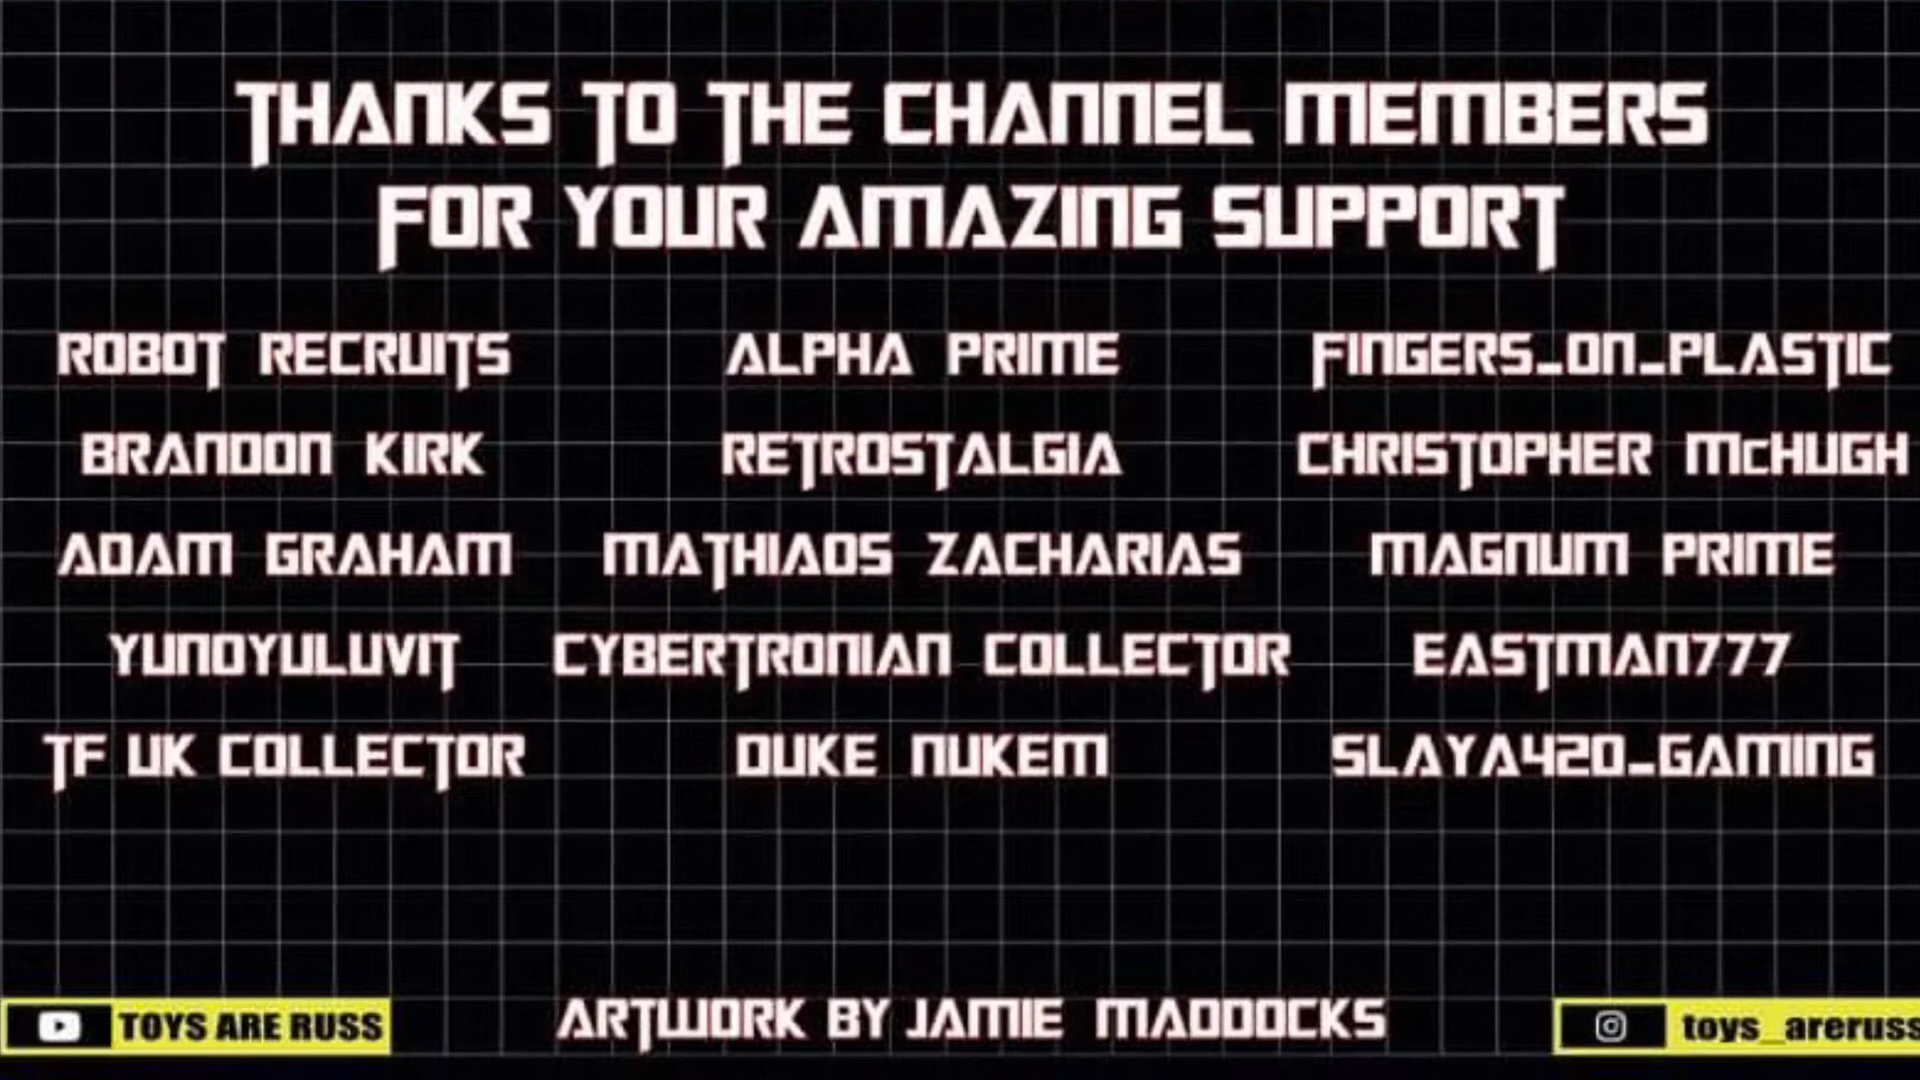 THANKS TO THE CHANNEL MEMBERS
FOR YOUR AMAZING SUPPORT
ROBOT RECRUITS ALPHA PRIME FINGERS_ON_PLASTIC
BRANDON KIRK RETROSTALGIA CHRISTOPHER McHUGH
ADAM GRAHAM MATHIAOS ZACHARIAS MAGNUM PRIME
YUNOYULUVIT CYBERTRONIAN COLLECTOR EASTMAN777
TF UK COLLECTOR DUKE NUKEM SLAYA420_GAMING
TOYS ARE RUSS ARTWORK BY JAMIE MADDOCKS toys_areruss